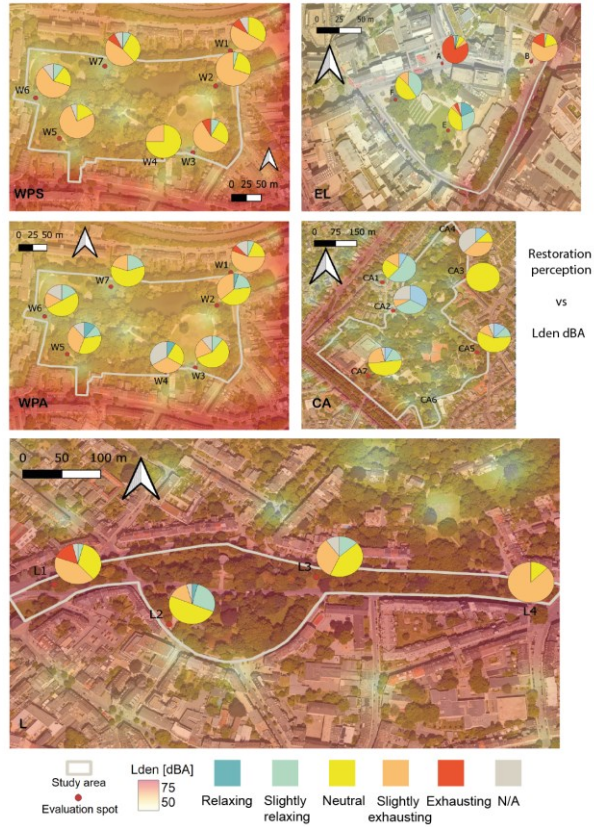 W1
W7
W2
W6
W5
W4
W3
WPS
0 25 50 m
0 25 50 m
A
B
E
EL
0 25 50 m
W1
W7
W2
W6
W5
W4
W3
WPA
0 75 150 m
CA4
CA1
CA3
CA2
CA5
CA7
CA6
CA
Restoration
perception
vs
Lden dBA
0 50 100 m
L1
L2
L3
L4
L
Study area
Evaluation spot
Lden [dBA]
75
50
Relaxing
Slightly
relaxing
Neutral
Slightly
exhausting
Exhausting
N/A